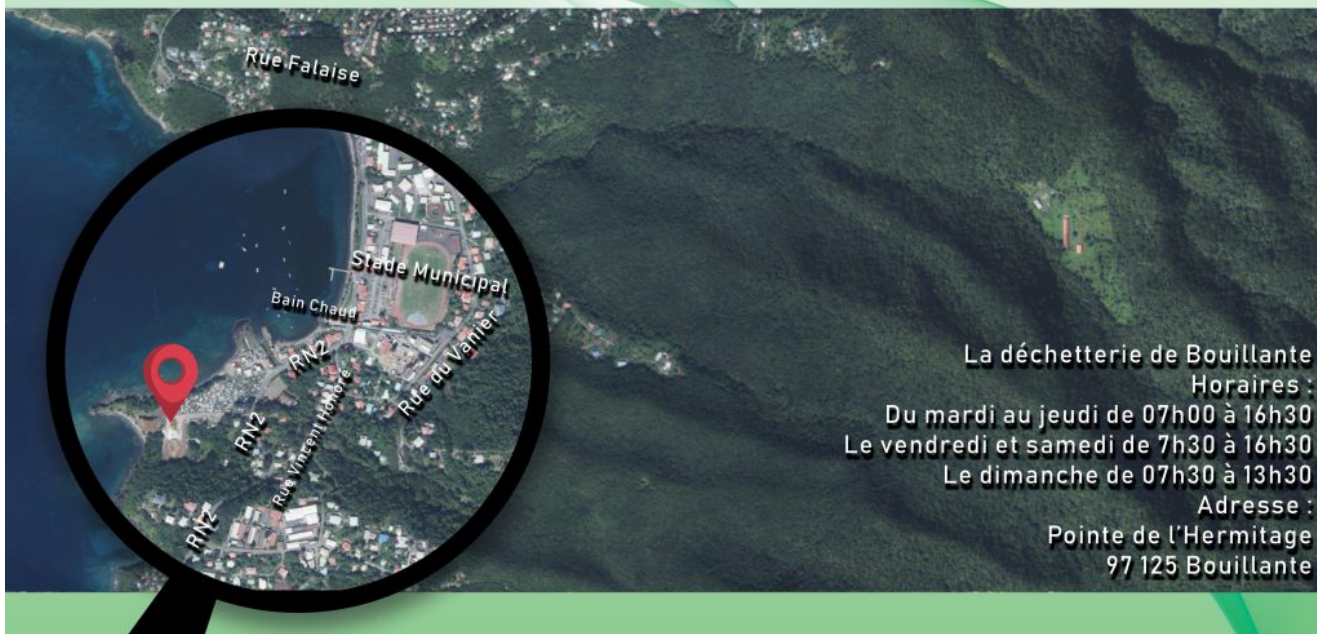 Rue Falaise
Stade Municipal
Bain Chaud
RN2
Rue du Vanier
RN2
Rue Vincent Honoré
RN2
La déchetterie de Bouillante
Horaires :
Du mardi au jeudi de 07h00 à 16h30
Le vendredi et samedi de 7h30 à 16h30
Le dimanche de 07h30 à 13h30
Adresse :
Pointe de l'Hermitage
97 125 Bouillante